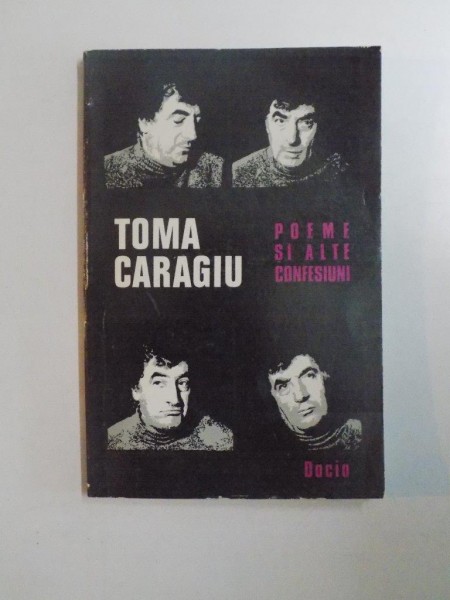 TOMA
CARAGIU
POEME
SI ALTE
CONFESIUNI
Dacia